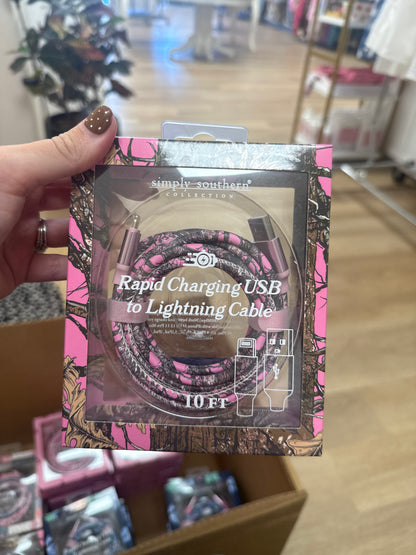 simply southern®
COLLECTION
Rapid Charging USB
to Lightning Cable
10 FT